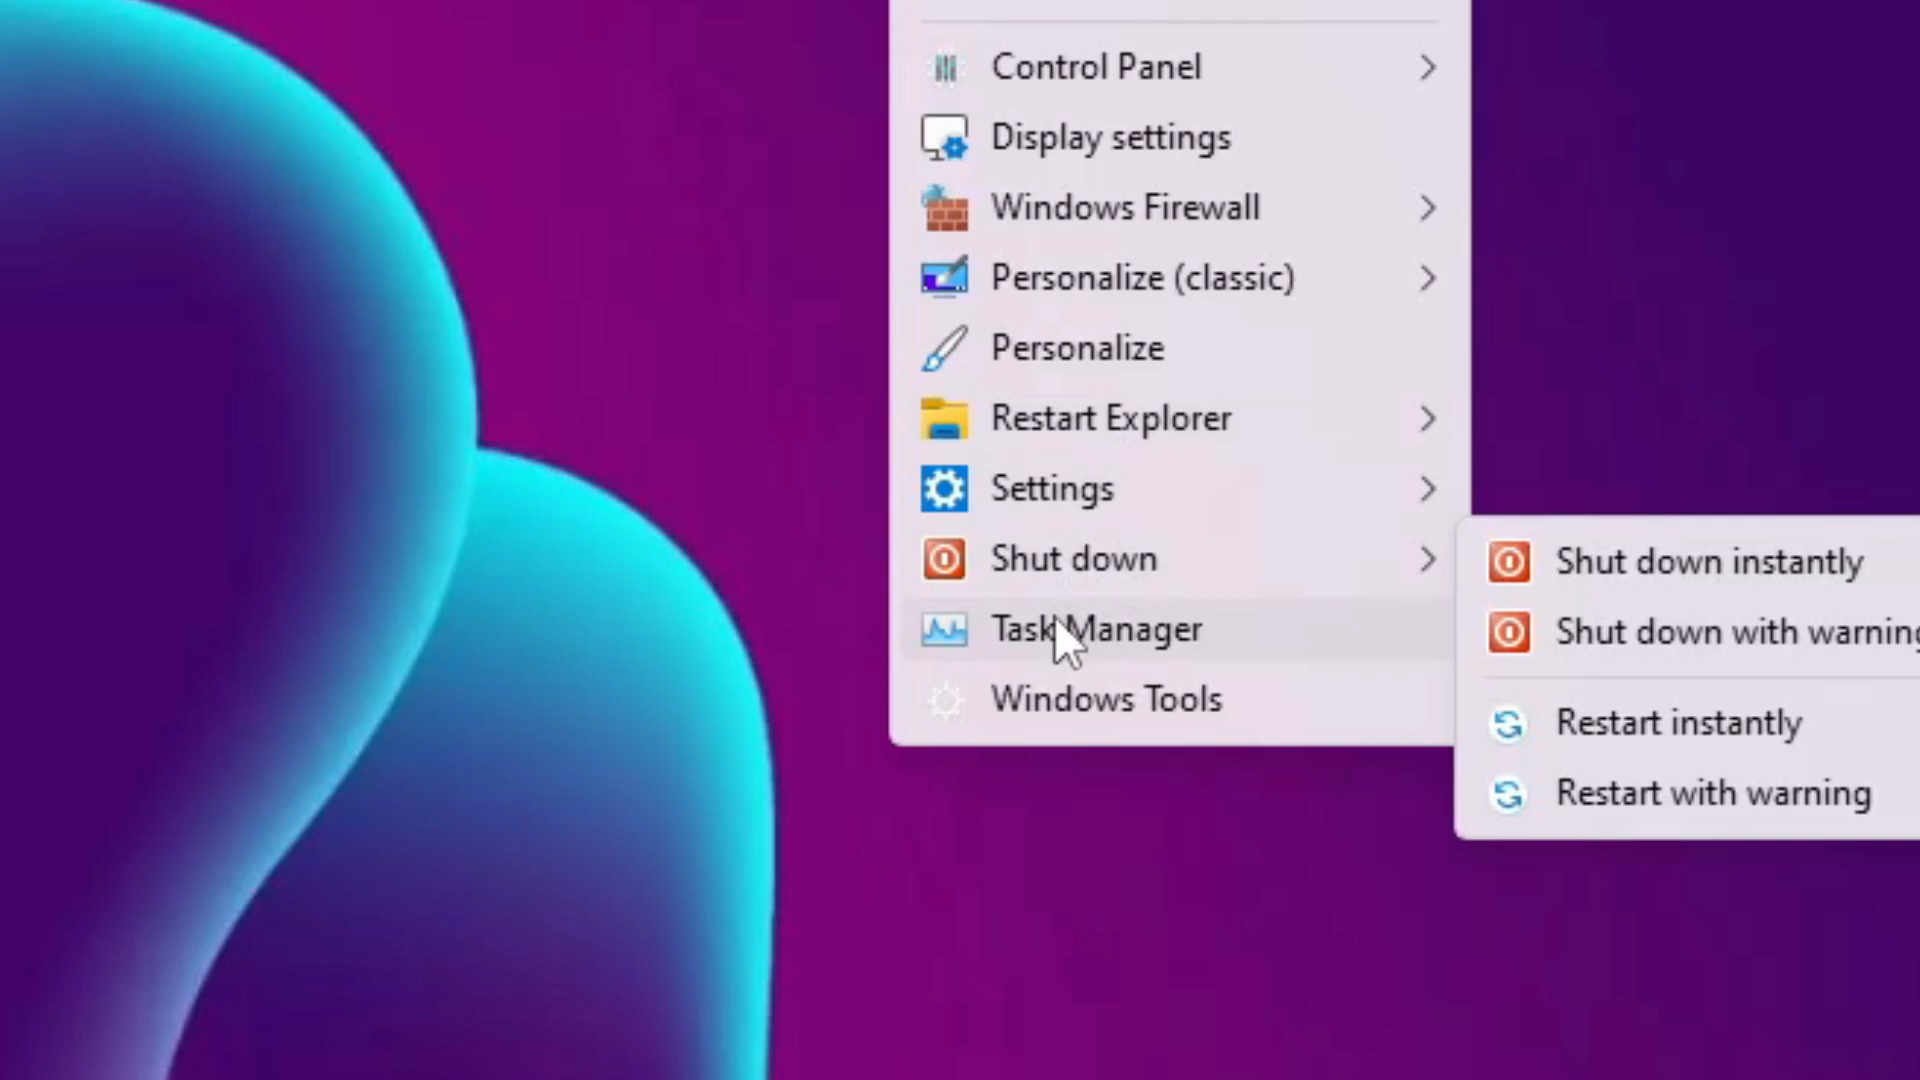 Control Panel
Display settings
Windows Firewall
Personalize (classic)
Personalize
Restart Explorer
Settings
Shut down
Task Manager
Windows Tools
Shut down instantly
Shut down with warning
Restart instantly
Restart with warning